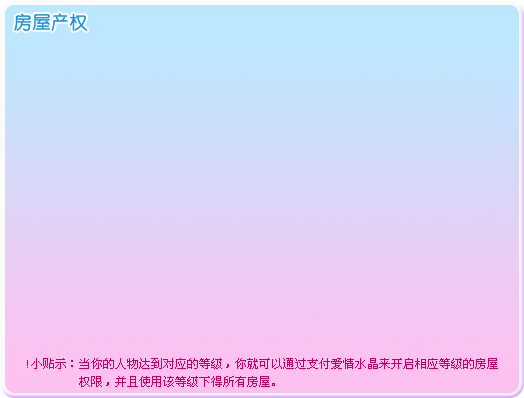 房屋产权
!小贴示：当你的人物达到对应的等级，你就可以通过支付爱情水晶来开启相应等级的房屋
权限，并且使用该等级下得所有房屋。